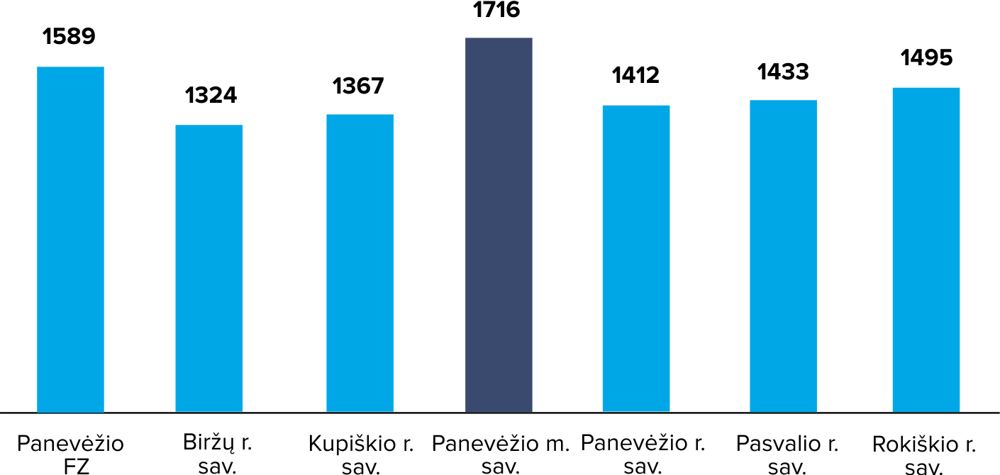 1589
1324
1367
1716
1412
1433
1495
Panevėžio
FZ
Biržų r.
sav.
Kupiškio r.
sav.
Panevėžio m.
sav.
Panevėžio r.
sav.
Pasvalio r.
sav.
Rokiškio r.
sav.